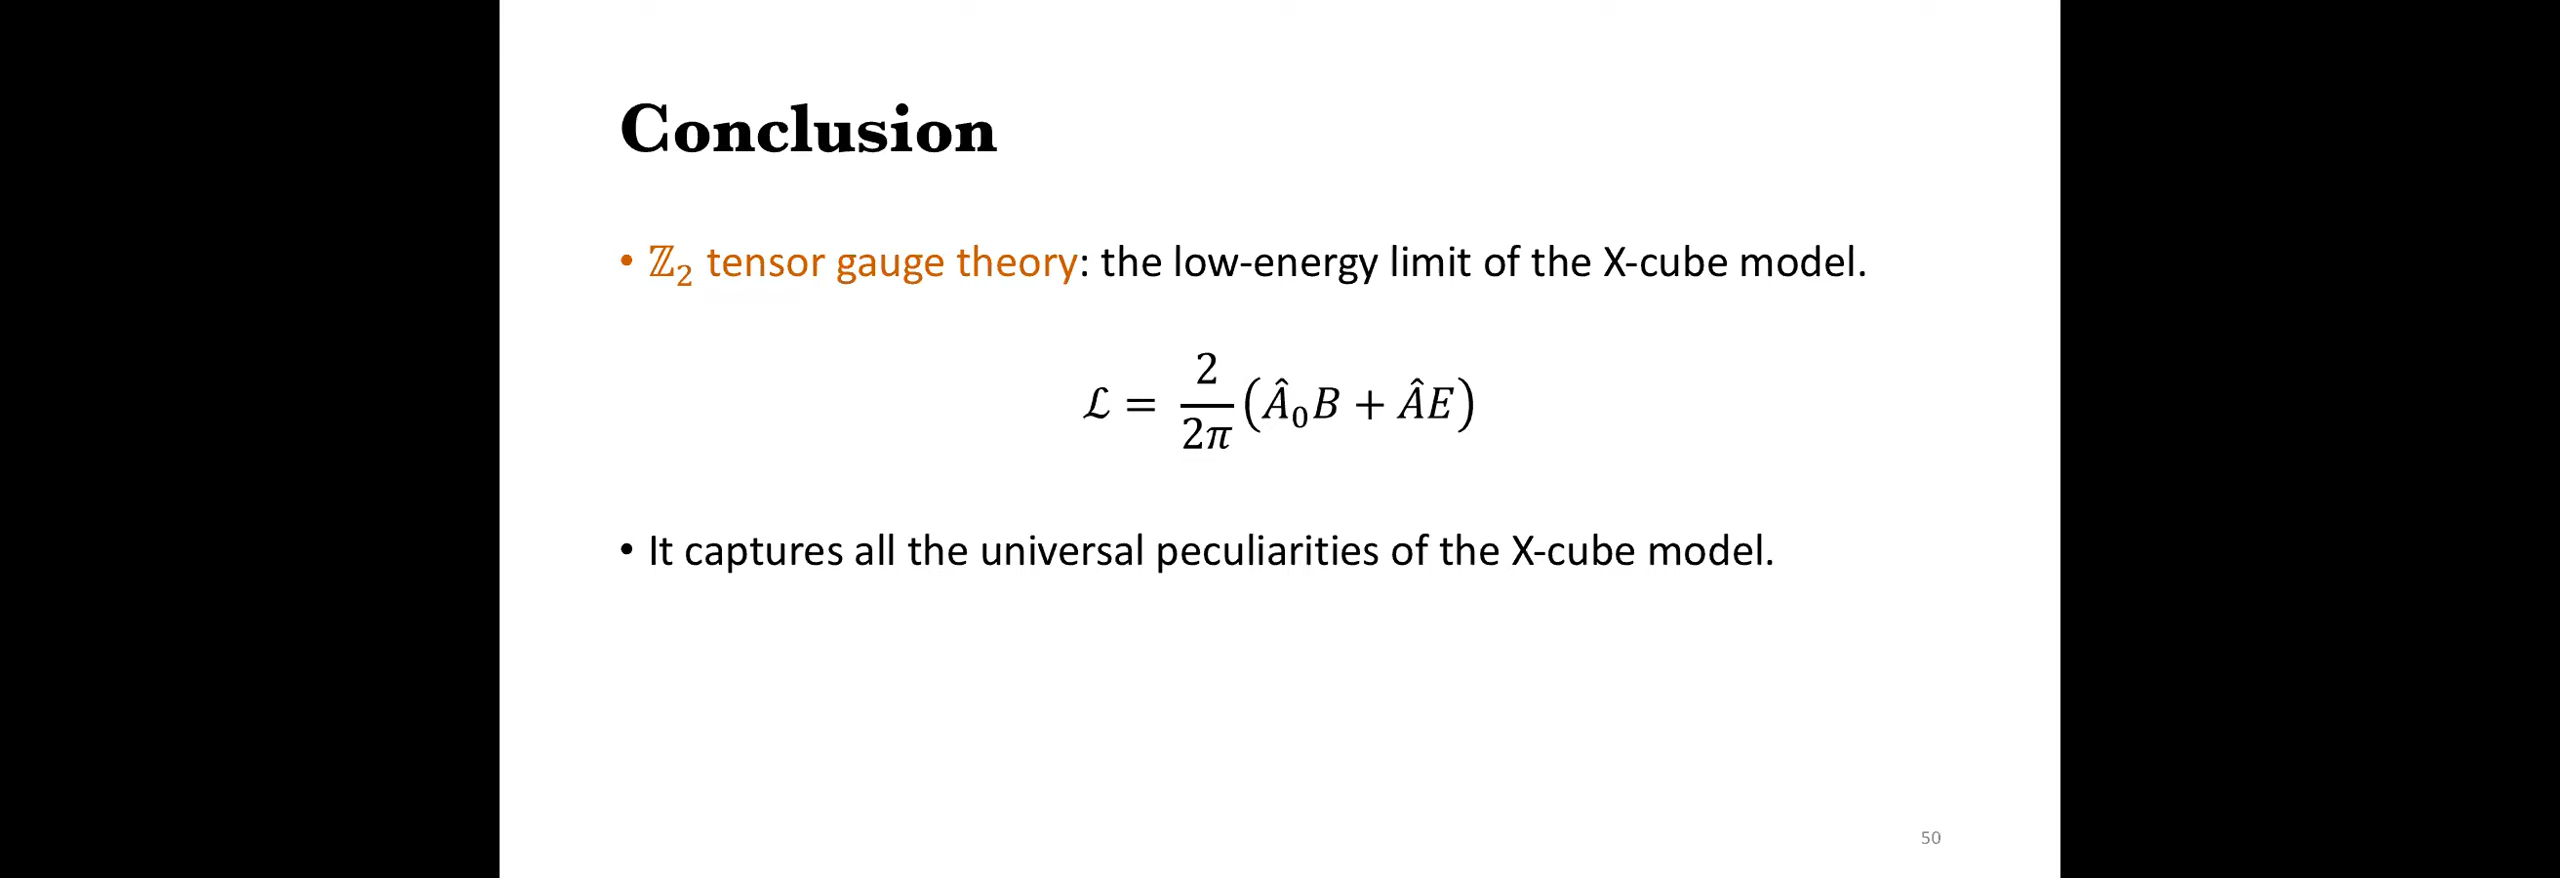 Conclusion
• ℤ₂ tensor gauge theory: the low-energy limit of the X-cube model.
ℒ = 2/2π (Â₀B + ÂE)
• It captures all the universal peculiarities of the X-cube model.
50